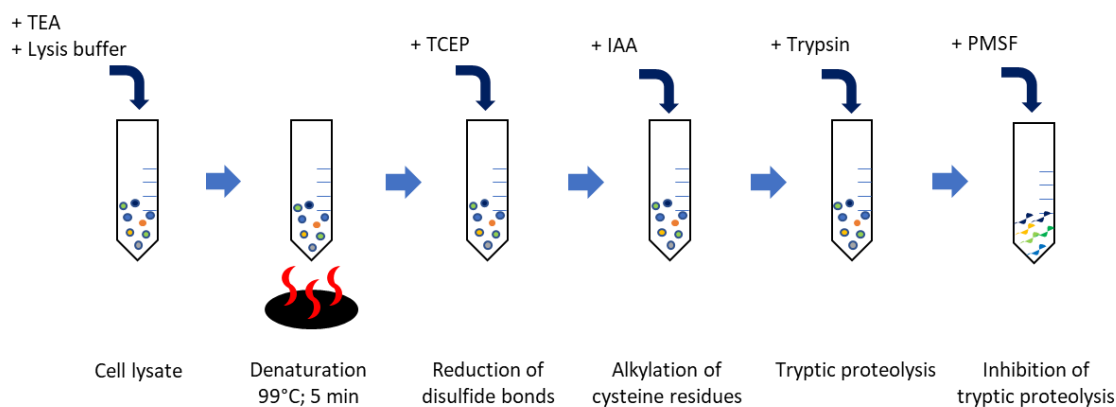 + TEA
+ Lysis buffer
+ TCEP
+ IAA
+ Trypsin
+ PMSF
Cell lysate
Denaturation
99°C; 5 min
Reduction of
disulfide bonds
Alkylation of
cysteine residues
Tryptic proteolysis
Inhibition of
tryptic proteolysis